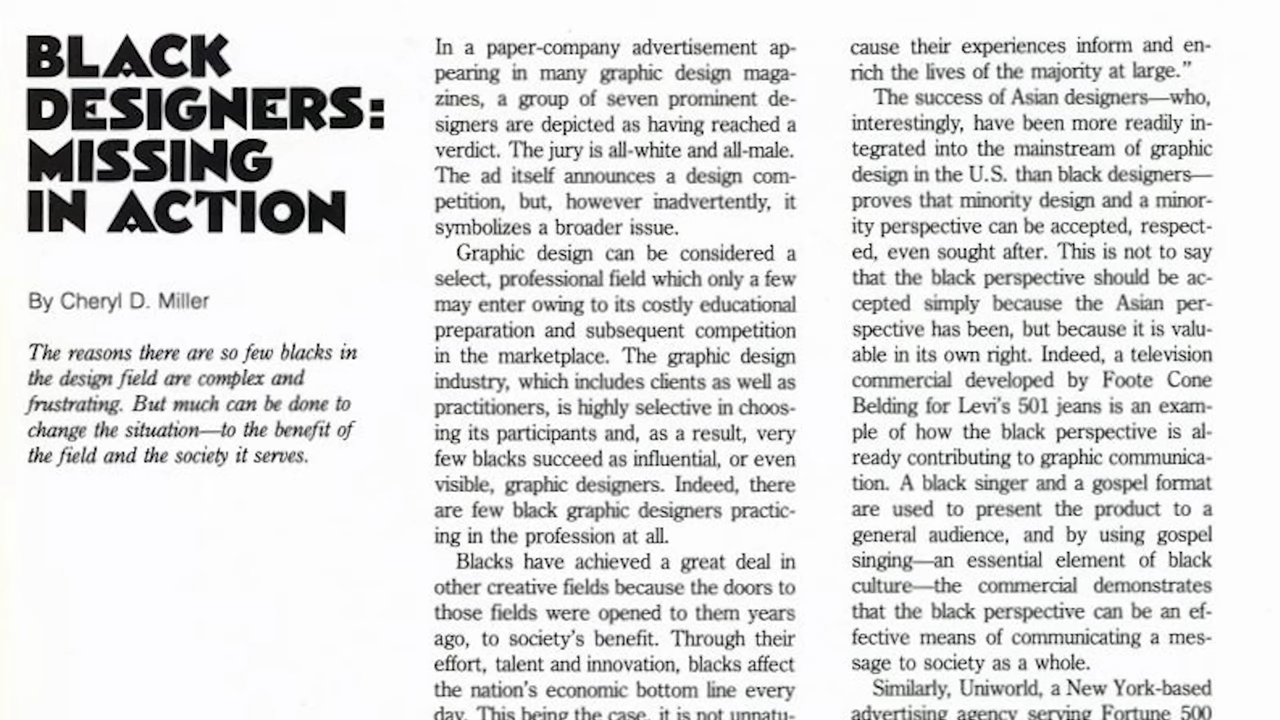 BLACK
DESIGNERS:
MISSING
IN ACTION
By Cheryl D. Miller
The reasons there are so few blacks in
the design field are complex and
frustrating. But much can be done to
change the situation—to the benefit of
the field and the society it serves.
In a paper-company advertisement ap-
pearing in many graphic design maga-
zines, a group of seven prominent de-
signers are depicted as having reached a
verdict. The jury is all-white and all-male.
The ad itself announces a design com-
petition, but, however inadvertently, it
symbolizes a broader issue.
Graphic design can be considered a
select, professional field which only a few
may enter owing to its costly educational
preparation and subsequent competition
in the marketplace. The graphic design
industry, which includes clients as well as
practitioners, is highly selective in choos-
ing its participants and, as a result, very
few blacks succeed as influential, or even
visible, graphic designers. Indeed, there
are few black graphic designers practic-
ing in the profession at all.
Blacks have achieved a great deal in
other creative fields because the doors to
those fields were opened to them years
ago, to society's benefit. Through their
effort, talent and innovation, blacks affect
the nation's economic bottom line every
day. This being the case, it is not unnatu-
cause their experiences inform and en-
rich the lives of the majority at large.”
The success of Asian designers—who,
interestingly, have been more readily in-
tegrated into the mainstream of graphic
design in the U.S. than black designers—
proves that minority design and a minor-
ity perspective can be accepted, respect-
ed, even sought after. This is not to say
that the black perspective should be ac-
cepted simply because the Asian per-
spective has been, but because it is valu-
able in its own right. Indeed, a television
commercial developed by Foote Cone
Belding for Levi's 501 jeans is an exam-
ple of how the black perspective is al-
ready contributing to graphic communica-
tion. A black singer and a gospel format
are used to present the product to a
general audience, and by using gospel
singing—an essential element of black
culture—the commercial demonstrates
that the black perspective can be an ef-
fective means of communicating a mes-
sage to society as a whole.
Similarly, Uniworld, a New York-based
advertising agency serving Fortune 500